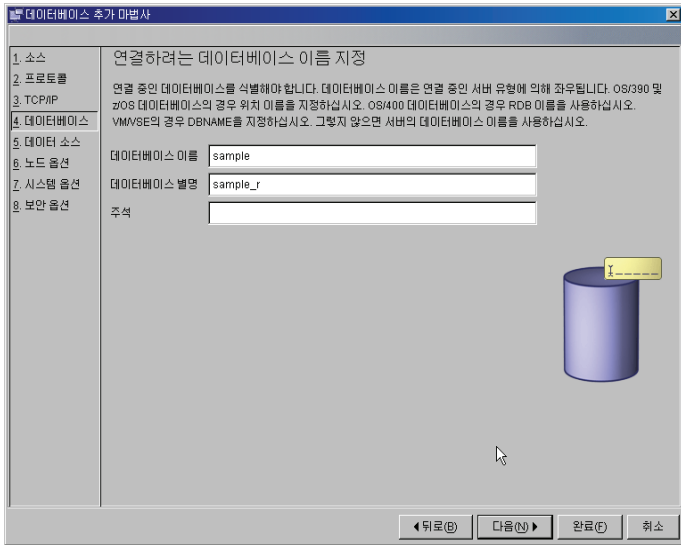 데이터베이스 추가 마법사
1. 소스
2. 프로토콜
3. TCP/IP
4. 데이터베이스
5. 데이터 소스
6. 노드 옵션
7. 시스템 옵션
8. 보안 옵션
연결하려는 데이터베이스 이름 지정
연결 중인 데이터베이스를 식별해야 합니다. 데이터베이스 이름은 연결 중인 서버 유형에 의해 좌우됩니다. OS/390 및
z/OS 데이터베이스의 경우 위치 이름을 지정하십시오. OS/400 데이터베이스의 경우 RDB 이름을 사용하십시오.
VM/VSE의 경우 DBNAME을 지정하십시오. 그렇지 않으면 서버의 데이터베이스 이름을 사용하십시오.
데이터베이스 이름 sample
데이터베이스 별명 sample_r
주석
뒤로(B) 다음(N) 완료(F) 취소